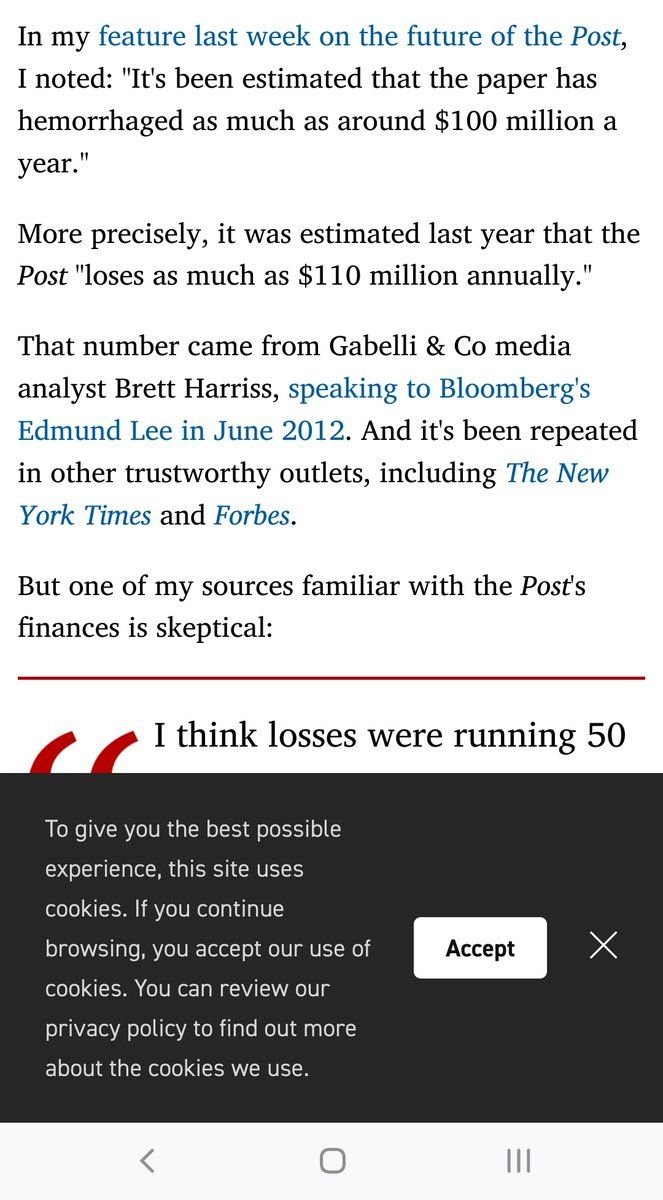 In my feature last week on the future of the Post,
I noted: "It's been estimated that the paper has
hemorrhaged as much as around $100 million a
year."
More precisely, it was estimated last year that the
Post "loses as much as $110 million annually."
That number came from Gabelli & Co media
analyst Brett Harriss, speaking to Bloomberg's
Edmund Lee in June 2012. And it's been repeated
in other trustworthy outlets, including The New
York Times and Forbes.
But one of my sources familiar with the Post's
finances is skeptical:
“ I think losses were running 50
To give you the best possible
experience, this site uses
cookies. If you continue
browsing, you accept our use of
cookies. You can review our
privacy policy to find out more
about the cookies we use.
Accept